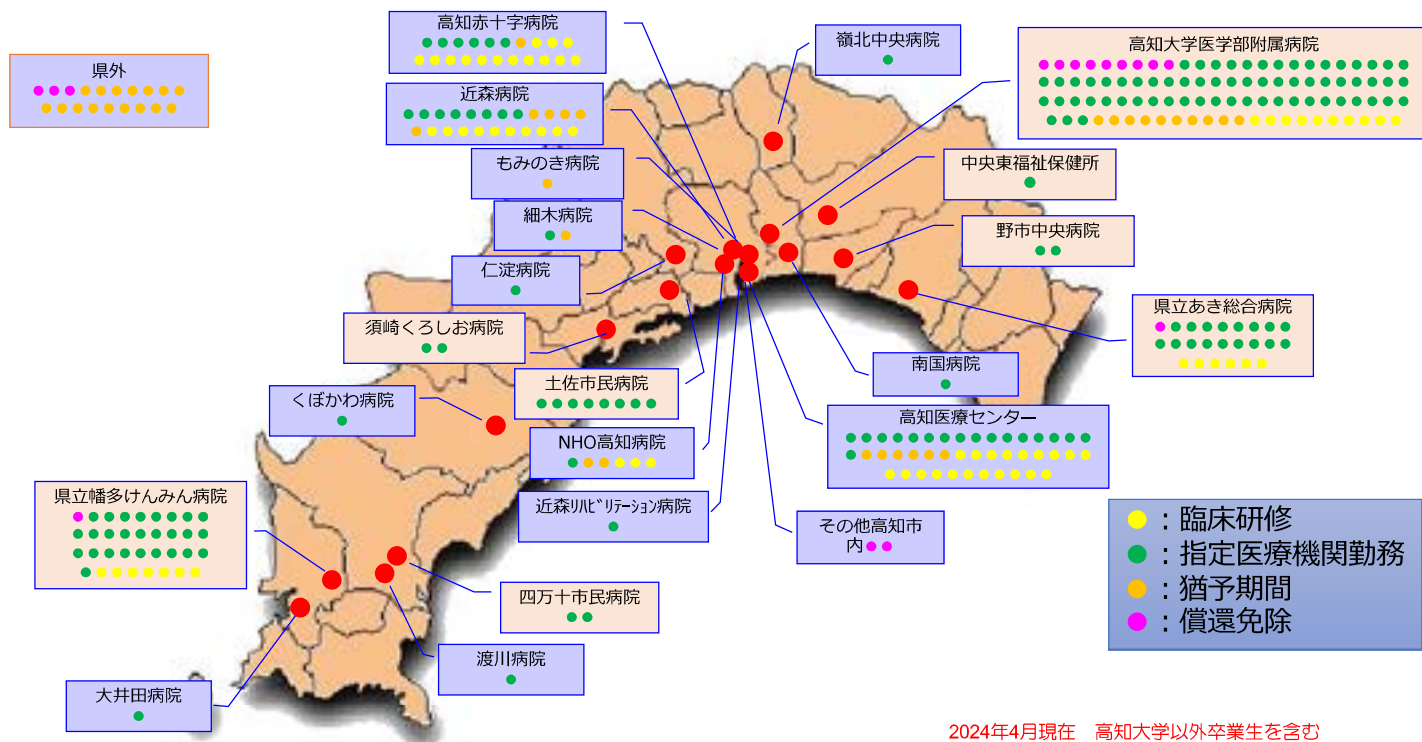 高知赤十字病院
嶺北中央病院
高知大学医学部附属病院
県外
近森病院
もみのき病院
中央東福祉保健所
細木病院
野市中央病院
仁淀病院
県立あき総合病院
須崎くろしお病院
南国病院
土佐市民病院
くぼかわ病院
高知医療センター
NHO高知病院
県立幡多けんみん病院
近森ﾘﾊﾋﾞﾘﾃｰｼｮﾝ病院
その他高知市
内
：臨床研修
：指定医療機関勤務
：猶予期間
：償還免除
四万十市民病院
渡川病院
大井田病院
2024年4月現在　高知大学以外卒業生を含む